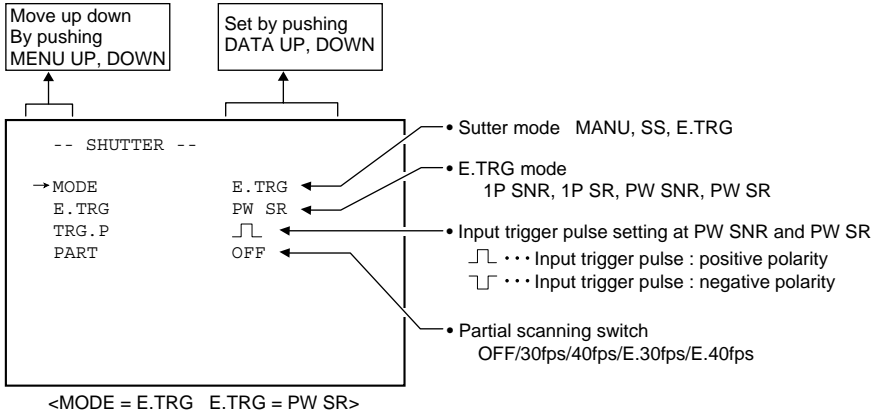 Move up down
By pushing
MENU UP, DOWN
Set by pushing
DATA UP, DOWN
-- SHUTTER --
→MODE E.TRG
E.TRG PW SR
TRG.P
PART OFF
• Sutter mode MANU, SS, E.TRG
• E.TRG mode
1P SNR, 1P SR, PW SNR, PW SR
• Input trigger pulse setting at PW SNR and PW SR
··· Input trigger pulse : positive polarity
··· Input trigger pulse : negative polarity
• Partial scanning switch
OFF/30fps/40fps/E.30fps/E.40fps
<MODE = E.TRG E.TRG = PW SR>